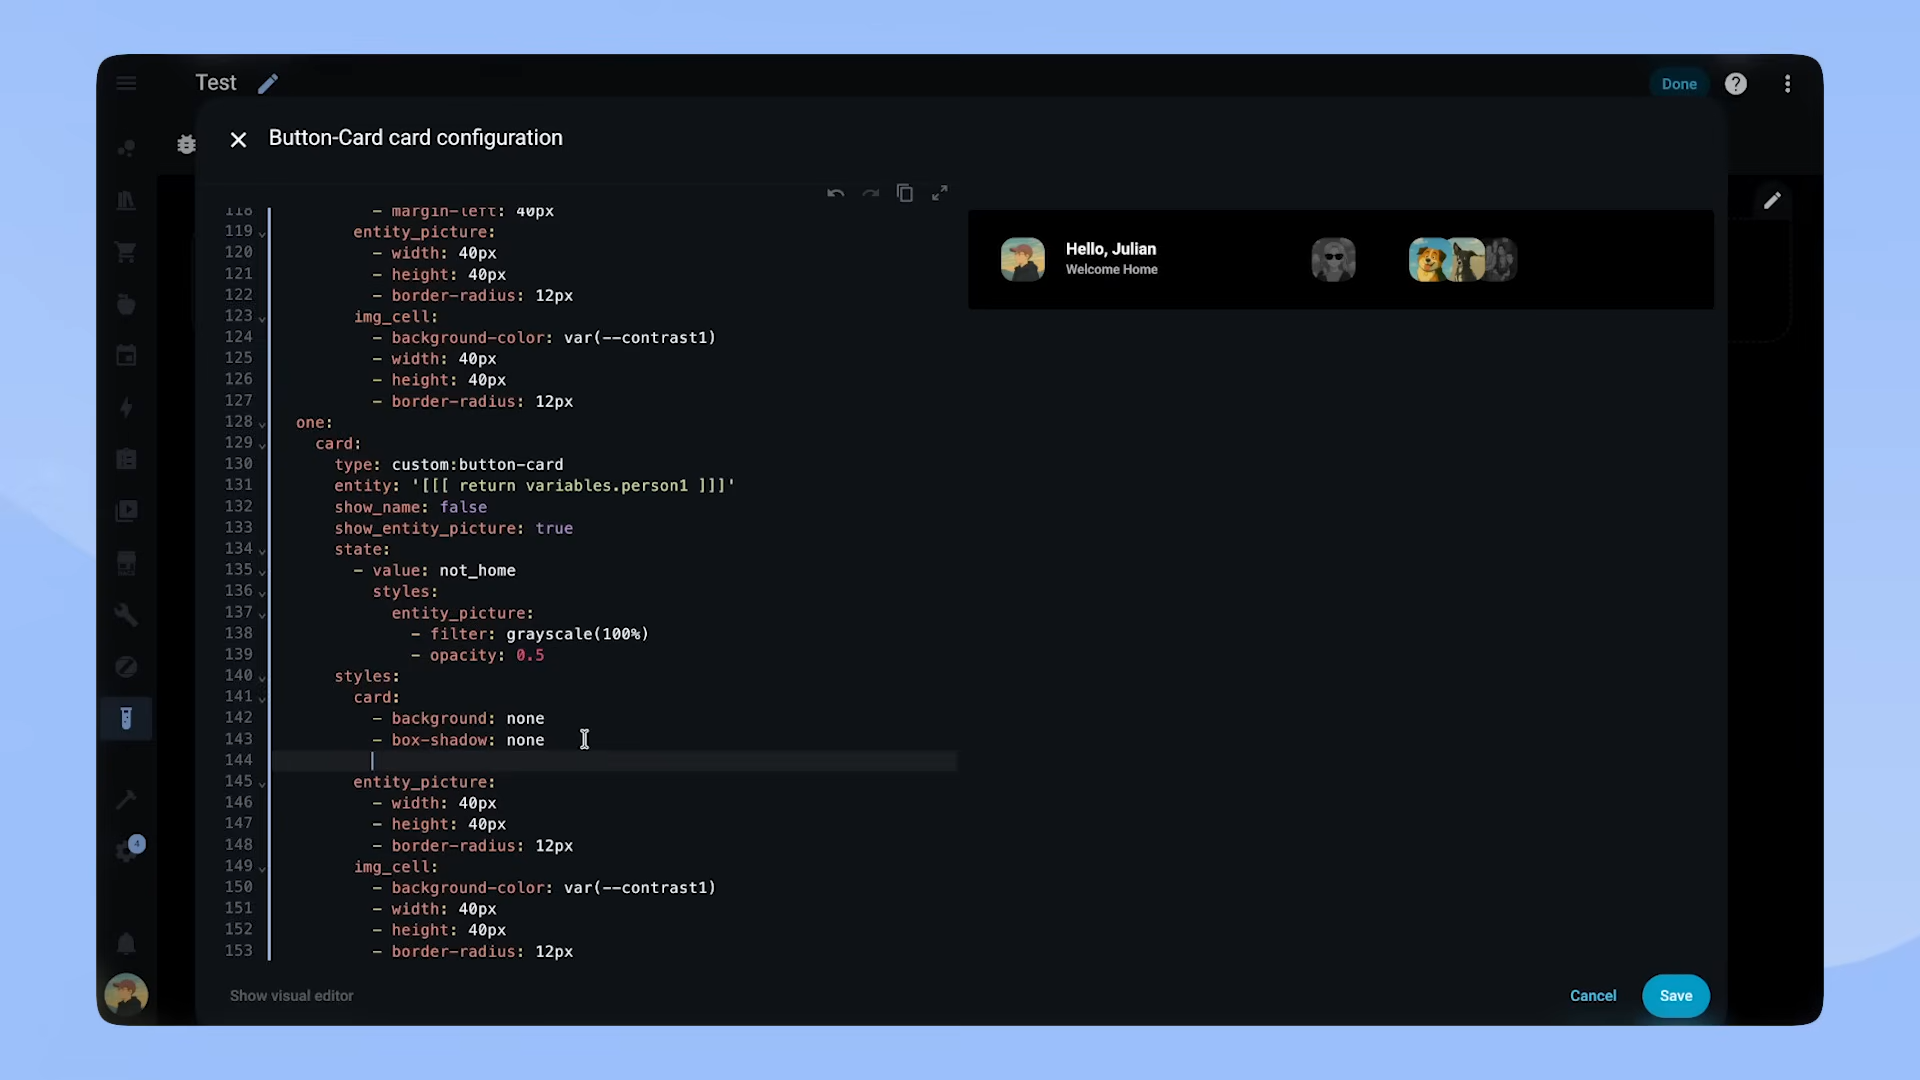 Test
Done
Button-Card card configuration
118 - margin-left: 40px
119 entity_picture:
120 - width: 40px
121 - height: 40px
122 - border-radius: 12px
123 img_cell:
124 - background-color: var(--contrast1)
125 - width: 40px
126 - height: 40px
127 - border-radius: 12px
128 one:
129 card:
130 type: custom:button-card
131 entity: '[[[ return variables.person1 ]]]'
132 show_name: false
133 show_entity_picture: true
134 state:
135 - value: not_home
136 styles:
137 entity_picture:
138 - filter: grayscale(100%)
139 - opacity: 0.5
140 styles:
141 card:
142 - background: none
143 - box-shadow: none
144
145 entity_picture:
146 - width: 40px
147 - height: 40px
148 - border-radius: 12px
149 img_cell:
150 - background-color: var(--contrast1)
151 - width: 40px
152 - height: 40px
153 - border-radius: 12px
Hello, Julian
Welcome Home
4
Show visual editor
Cancel
Save